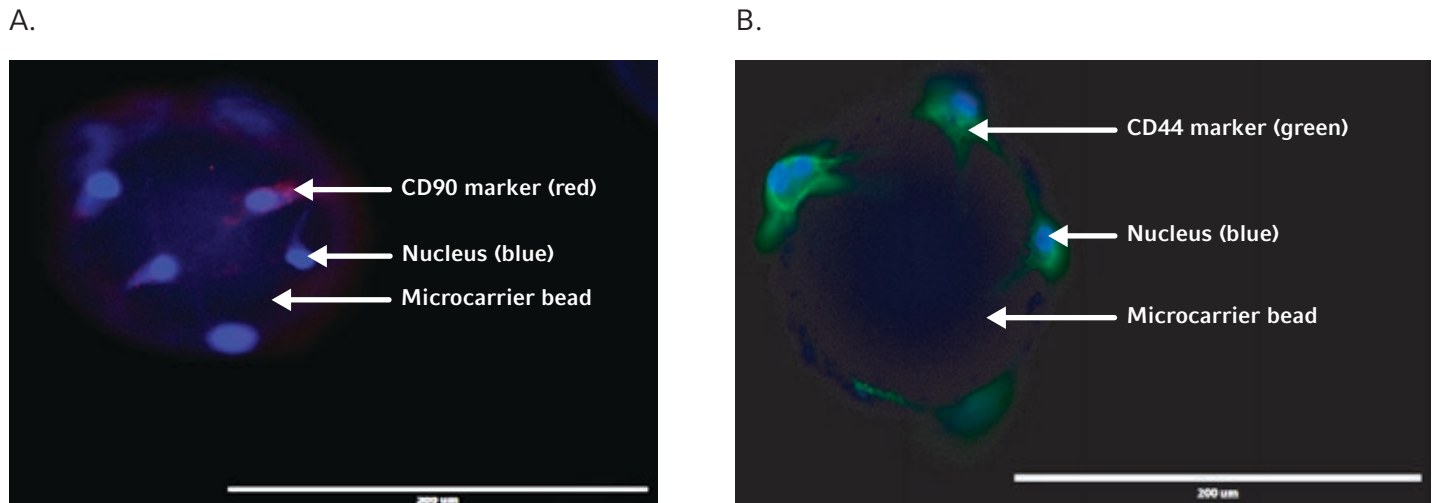 A.
B.
CD90 marker (red)
Nucleus (blue)
Microcarrier bead
CD44 marker (green)
Nucleus (blue)
Microcarrier bead
200 um